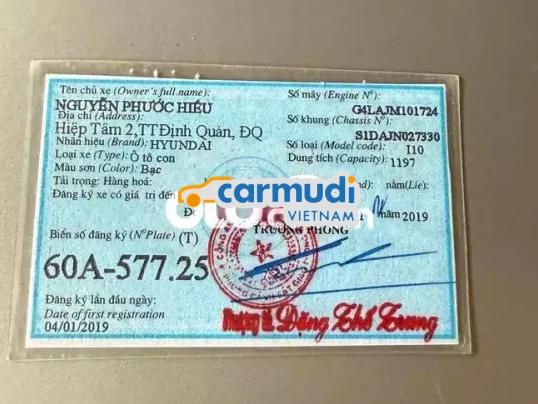 Tên chủ xe (Owner's full name):
NGUYỄN PHƯỚC HIẾU
Địa chỉ (Address):
Hiệp Tâm 2,TTĐịnh Quán, ĐQ
Nhãn hiệu (Brand): HYUNDAI
Loại xe (Type): Ô tô con
Màu sơn (Color): Bạc
Tải trọng: Hàng hoá:
Đăng ký xe có giá trị đến
Số máy (Engine Nº):
G4LAJM101724
Số khung (Chassis Nº):
S1DAJN027330
Số loại (Model code): I10
Dung tích (Capacity): 1197
năm(Lie):
carmudi
VIETNAM
năm 2019
TRƯỞNG PHÒNG
Biển số đăng ký (NºPlate) (T)
60A-577.25
Đăng ký lần đầu ngày:
Date of first registration
04/01/2019
Đặng Thế Trung